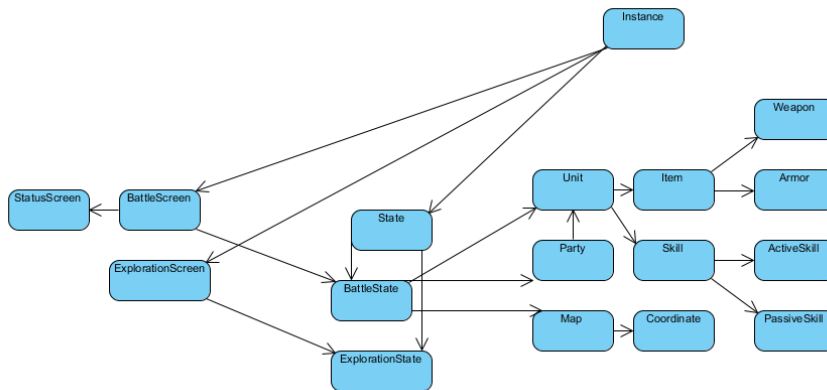 Instance
Weapon
StatusScreen
BattleScreen
Unit
Item
Armor
State
ExplorationScreen
Party
Skill
ActiveSkill
BattleState
Map
Coordinate
PassiveSkill
ExplorationState